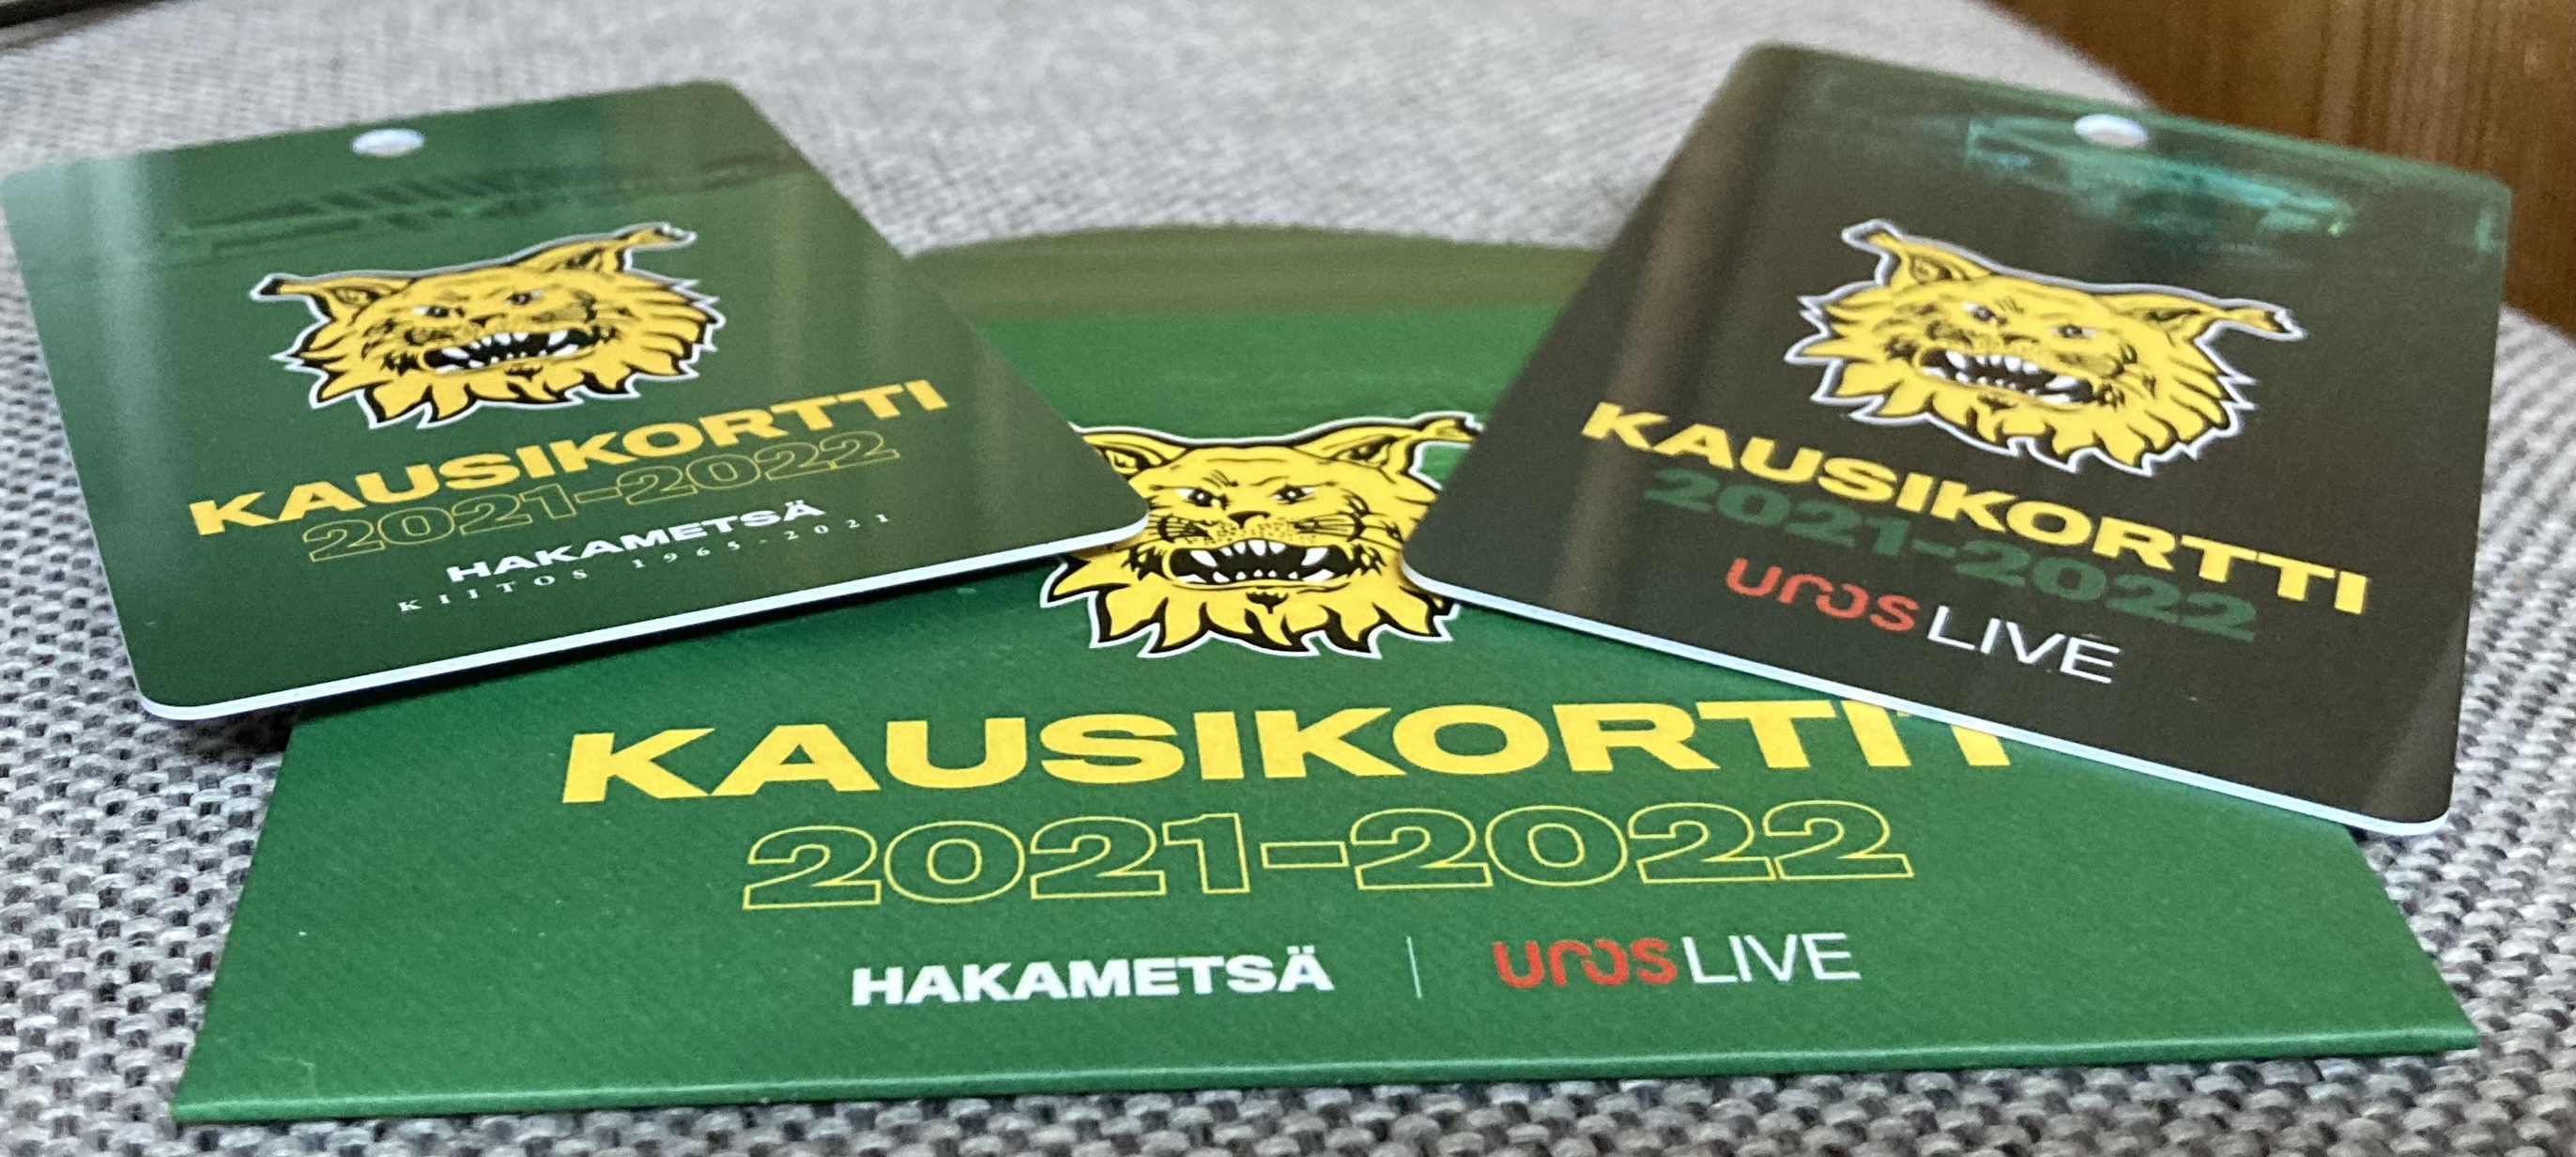 KAUSIKORTTI
2021-2022
HAKAMETSÄ
KIITOS 1965-2021
KAUSIKORTTI
2021-2022
uros LIVE
KAUSIKORTTI
2021-2022
HAKAMETSÄ | uros LIVE